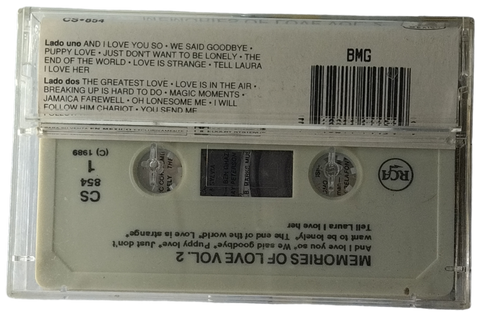 CS-854
MEMORIES OF LOVE VOL. 2
Lado uno AND I LOVE YOU SO • WE SAID GOODBYE •
PUPPY LOVE • JUST DON'T WANT TO BE LONELY • THE
END OF THE WORLD • LOVE IS STRANGE • TELL LAURA
I LOVE HER
Lado dos THE GREATEST LOVE • LOVE IS IN THE AIR •
BREAKING UP IS HARD TO DO • MAGIC MOMENTS •
JAMAICA FAREWELL • OH LONESOME ME • I WILL
FOLLOW HIM CHARIOT • YOU SEND ME
BMG
MEMORIES OF LOVE VOL. 2
And I love you so* We said goodbye* Puppy love* Just don't
want to be lonely* The end of the world* Love is strange*
Tell Laura I love her
CS
854
1
(C) 1989
RCA